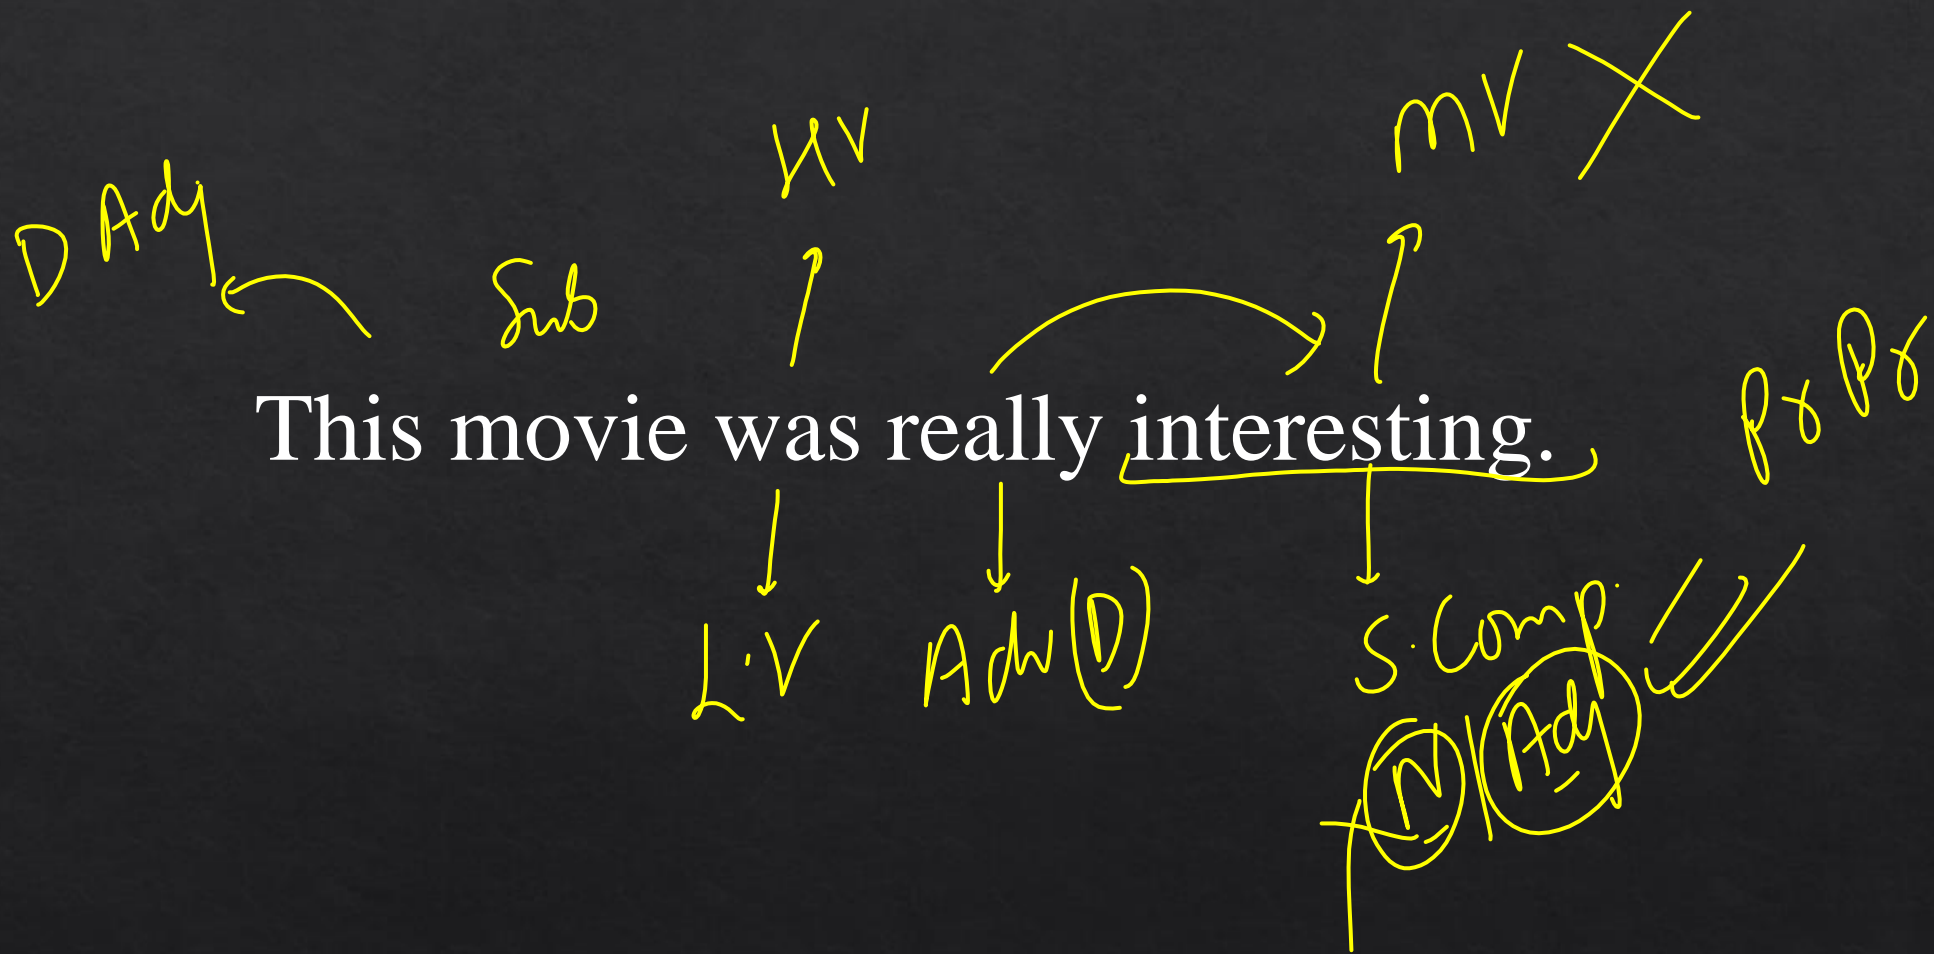 HV
MV X
D Adj
Sub
Pr Pr
This movie was really interesting.
L.V
Adv (D)
S. Comp.
N / Adj